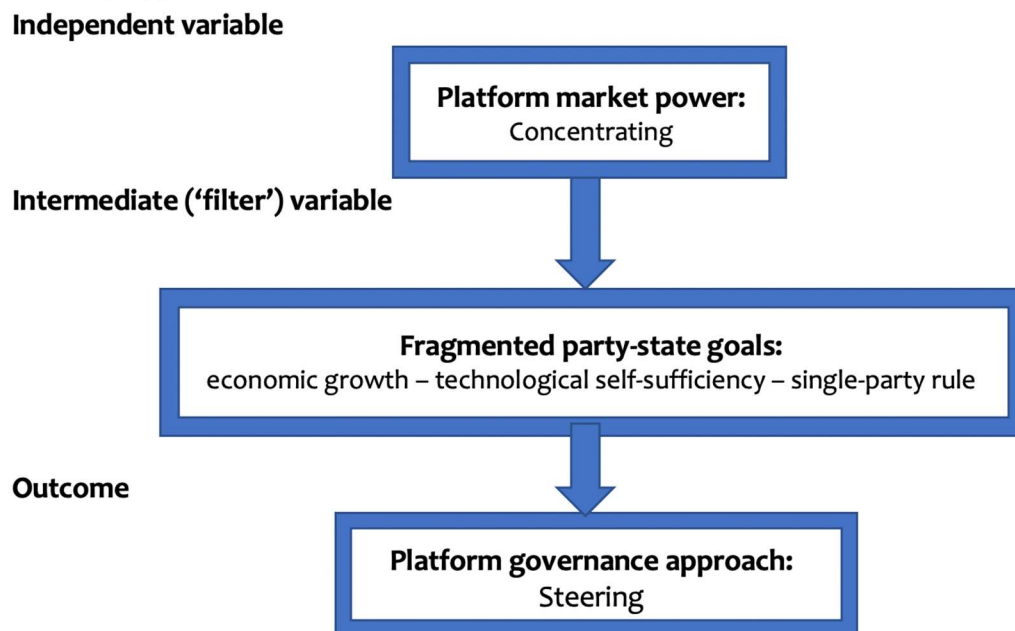 Independent variable
Platform market power:
Concentrating
Intermediate (‘filter’) variable
Fragmented party-state goals:
economic growth – technological self-sufficiency – single-party rule
Outcome
Platform governance approach:
Steering